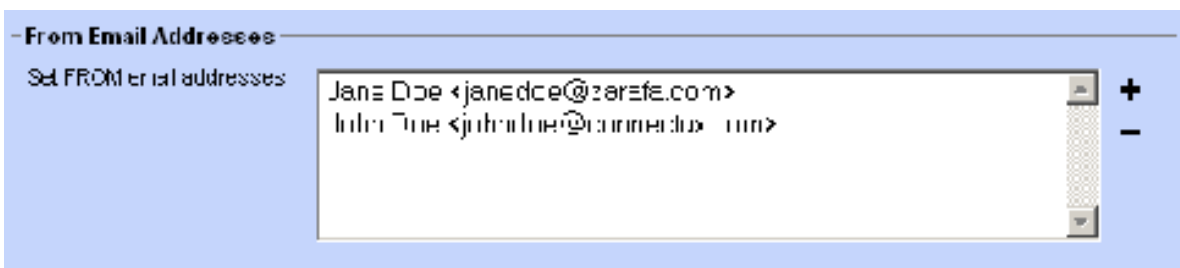 From Email Addresses
Set FROM email addresses
Jane Doe <janedoe@zarafa.com>
John Doe
+
-